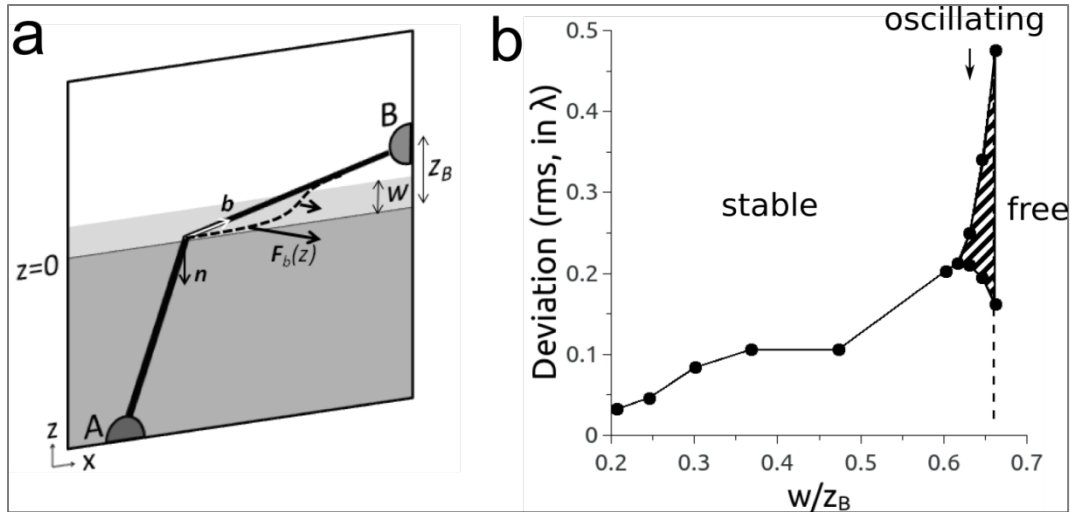 a
B
z_B
w
b
F_b(z)
z=0
n
A
z
x
b
oscillating
0.5
0.4
0.3
0.2
0.1
0
Deviation (rms, in λ)
stable
free
0.2 0.3 0.4 0.5 0.6 0.7
w/z_B